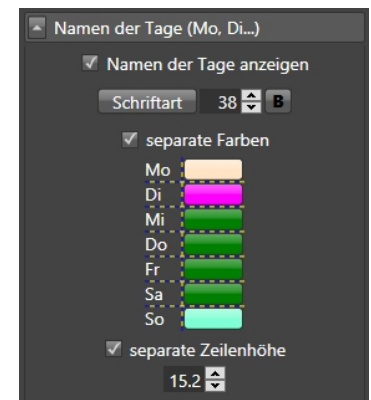 Namen der Tage (Mo, Di...)
Namen der Tage anzeigen
Schriftart 38 B
separate Farben
Mo
Di
Mi
Do
Fr
Sa
So
separate Zeilenhöhe
15.2